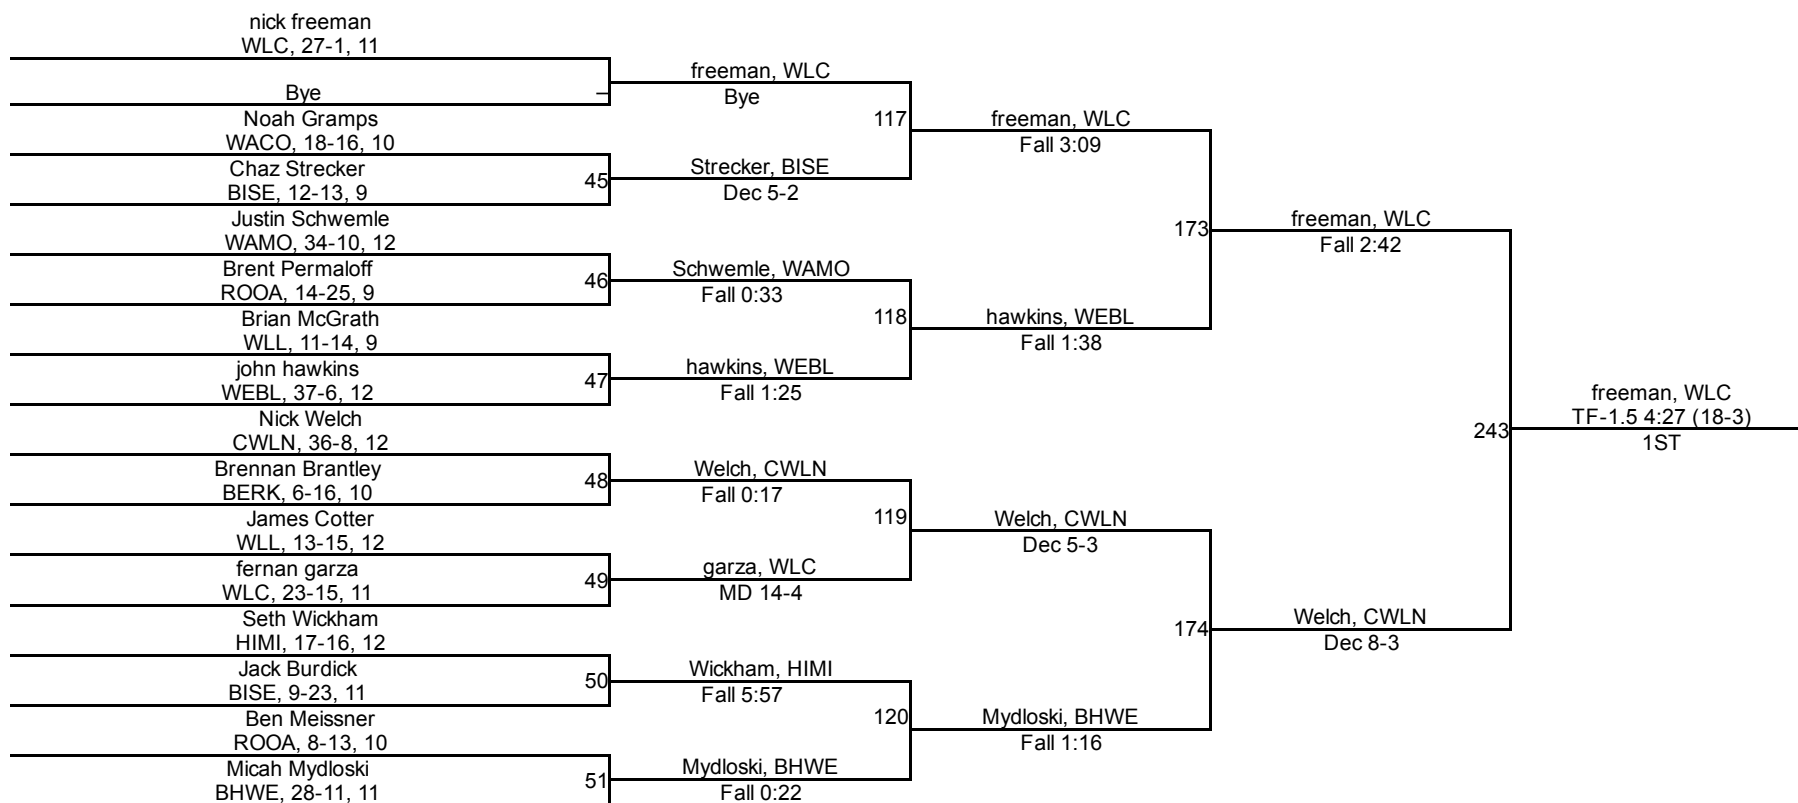 nick freeman
WLC, 27-1, 11
Bye
Noah Gramps
WACO, 18-16, 10
Chaz Strecker
BISE, 12-13, 9
Justin Schwemle
WAMO, 34-10, 12
Brent Permaloff
ROOA, 14-25, 9
Brian McGrath
WLL, 11-14, 9
john hawkins
WEBL, 37-6, 12
Nick Welch
CWLN, 36-8, 12
Brennan Brantley
BERK, 6-16, 10
James Cotter
WLL, 13-15, 12
fernan garza
WLC, 23-15, 11
Seth Wickham
HIMI, 17-16, 12
Jack Burdick
BISE, 9-23, 11
Ben Meissner
ROOA, 8-13, 10
Micah Mydloski
BHWE, 28-11, 11
–
45
46
47
48
49
50
51
freeman, WLC
Bye
Strecker, BISE
Dec 5-2
Schwemle, WAMO
Fall 0:33
hawkins, WEBL
Fall 1:25
Welch, CWLN
Fall 0:17
garza, WLC
MD 14-4
Wickham, HIMI
Fall 5:57
Mydloski, BHWE
Fall 0:22
117
118
119
120
freeman, WLC
Fall 3:09
hawkins, WEBL
Fall 1:38
Welch, CWLN
Dec 5-3
Mydloski, BHWE
Fall 1:16
173
174
freeman, WLC
Fall 2:42
Welch, CWLN
Dec 8-3
243
freeman, WLC
TF-1.5 4:27 (18-3)
1ST